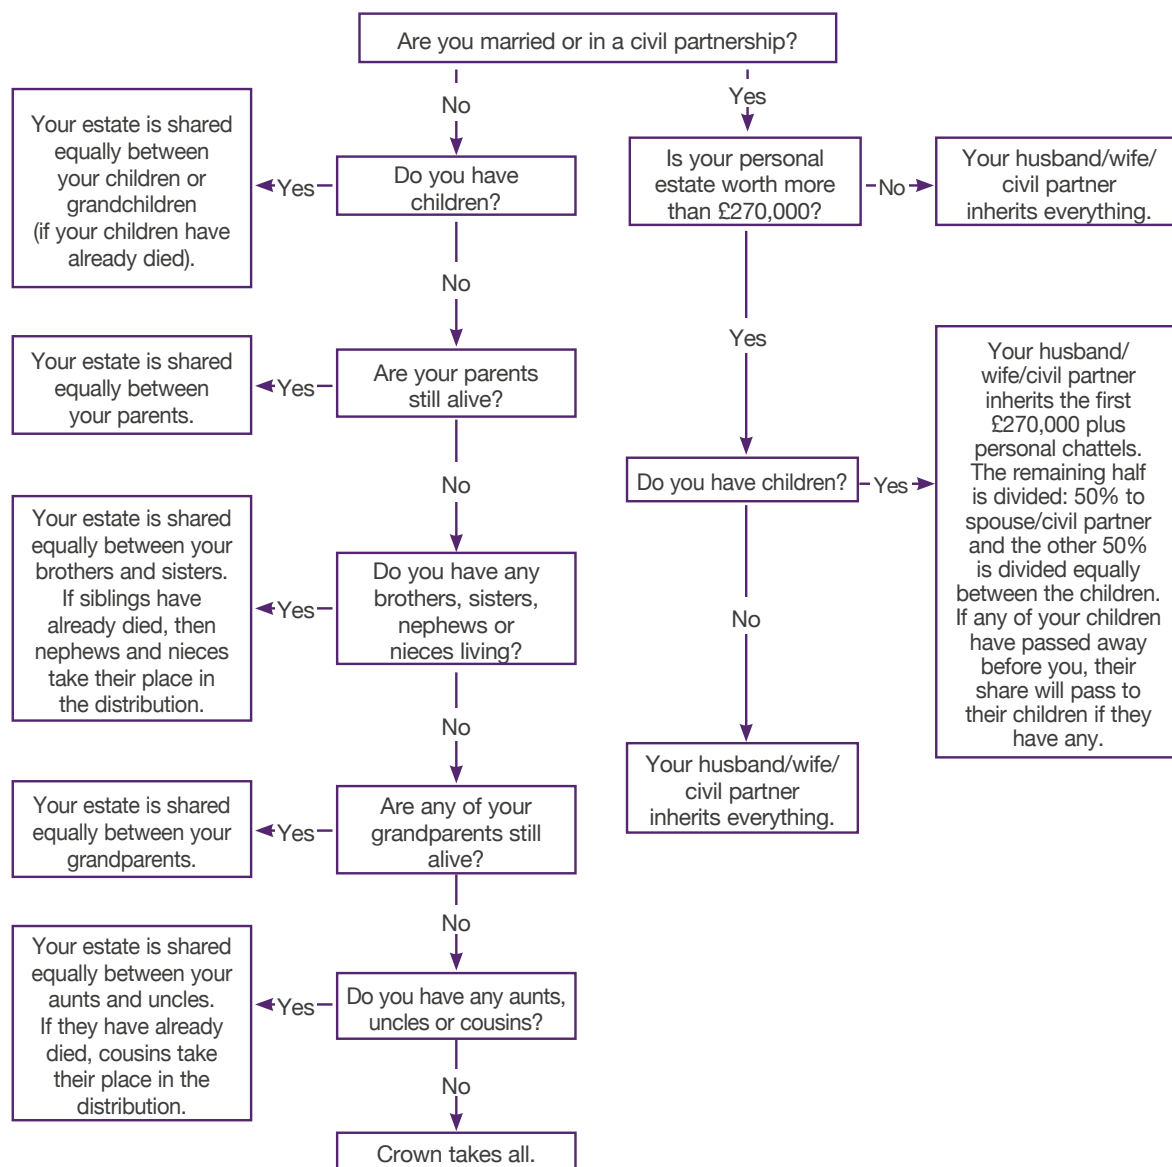 Are you married or in a civil partnership?
No
Yes
Your estate is shared
equally between
your children or
grandchildren
(if your children have
already died).
Yes
Do you have
children?
Is your personal
estate worth more
than £270,000?
No
Your husband/wife/
civil partner
inherits everything.
No
Your estate is shared
equally between
your parents.
Yes
Are your parents
still alive?
Yes
Your husband/
wife/civil partner
inherits the first
£270,000 plus
personal chattels.
The remaining half
is divided: 50% to
spouse/civil partner
and the other 50%
is divided equally
between the children.
If any of your children
have passed away
before you, their
share will pass to
their children if they
have any.
Do you have children?
Yes
No
Your estate is shared
equally between your
brothers and sisters.
If siblings have
already died, then
nephews and nieces
take their place in
the distribution.
Yes
Do you have any
brothers, sisters,
nephews or
nieces living?
No
No
Your husband/wife/
civil partner
inherits everything.
Your estate is shared
equally between your
grandparents.
Yes
Are any of your
grandparents still
alive?
No
Your estate is shared
equally between your
aunts and uncles.
If they have already
died, cousins take
their place in the
distribution.
Yes
Do you have any aunts,
uncles or cousins?
No
Crown takes all.